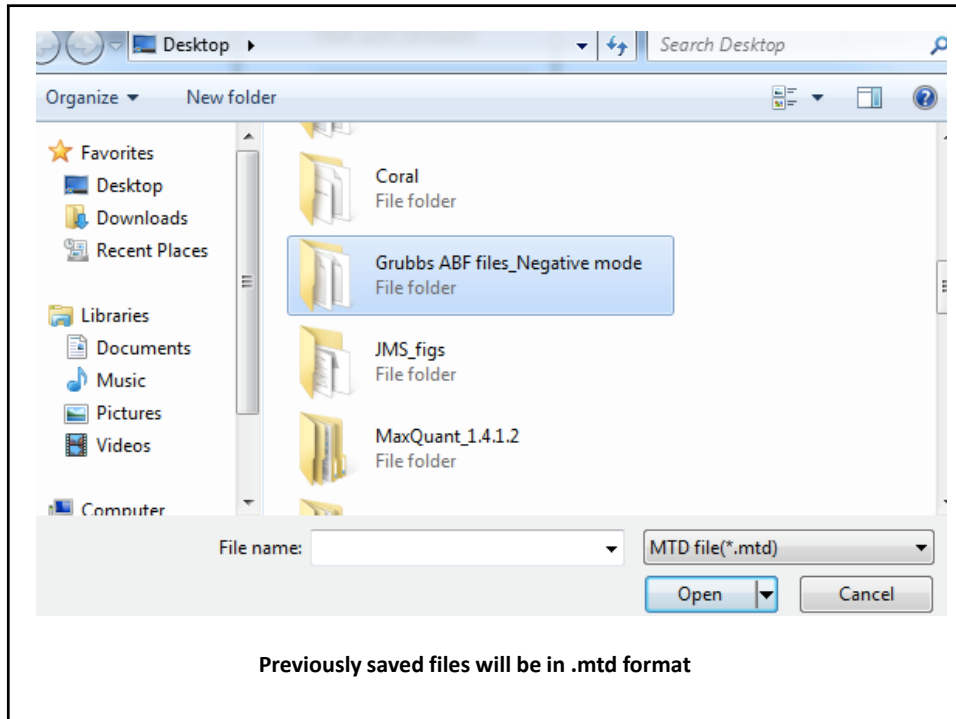 Desktop
Search Desktop
Organize
New folder
Favorites
Desktop
Downloads
Recent Places
Libraries
Documents
Music
Pictures
Videos
Computer
Coral
File folder
Grubbs ABF files_Negative mode
File folder
JMS_figs
File folder
MaxQuant_1.4.1.2
File folder
File name:
MTD file(*.mtd)
Open
Cancel
Previously saved files will be in .mtd format